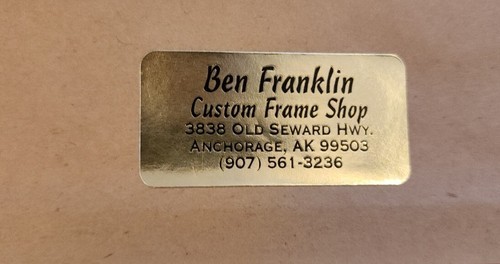 Ben Franklin
Custom Frame Shop
3838 Old Seward Hwy.
Anchorage, AK 99503
(907) 561-3236